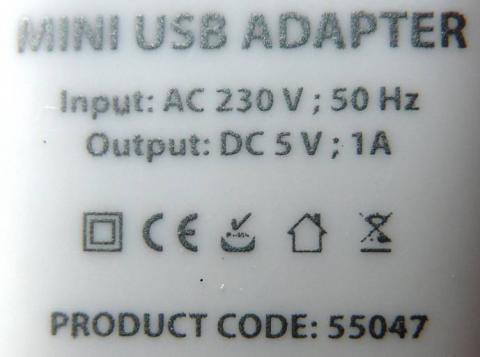 MINI USB ADAPTER
Input: AC 230 V ; 50 Hz
Output: DC 5 V ; 1A
CE
PRODUCT CODE: 55047